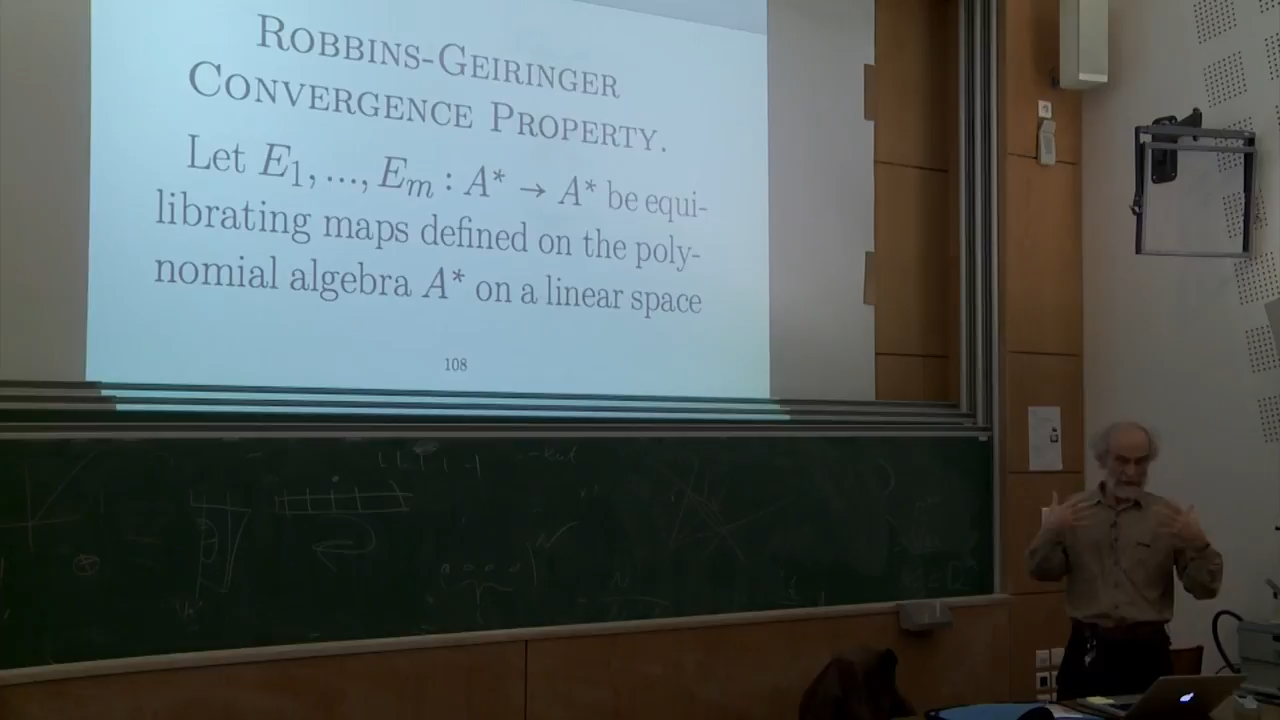 ROBBINS-GEIRINGER
CONVERGENCE PROPERTY.
Let E₁, ..., Eₘ : A* → A* be equi-
librating maps defined on the poly-
nomial algebra A* on a linear space
108